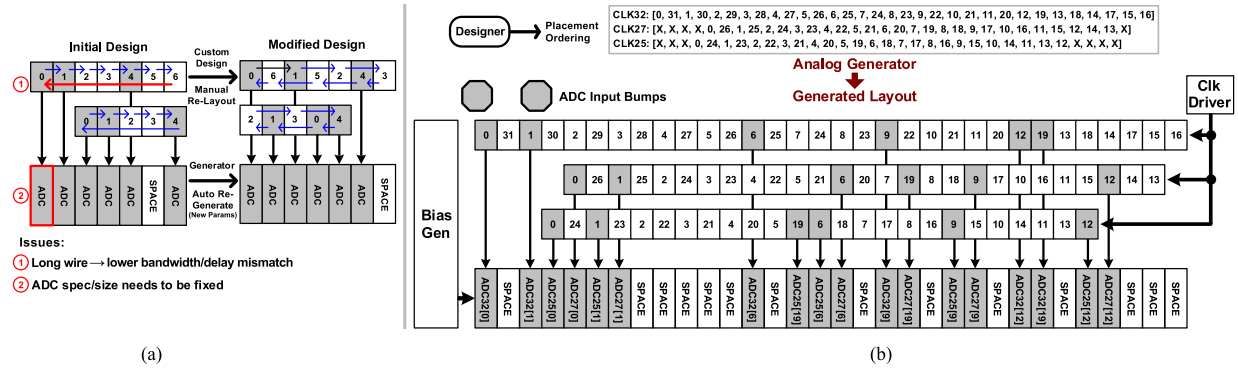 Initial Design
Custom
Design
Modified Design
1
0 1 2 3 4 5 6
Manual
Re-Layout
0 6 1 5 2 4 3
0 1 2 3 4
2 1 3 0 4
2
ADC ADC ADC ADC ADC SPACE ADC
Generator
Auto Re-
Generate
(New Params)
ADC ADC ADC ADC ADC ADC SPACE
Issues:
1 Long wire → lower bandwidth/delay mismatch
2 ADC spec/size needs to be fixed
(a)
Designer
Placement
Ordering
CLK32: [0, 31, 1, 30, 2, 29, 3, 28, 4, 27, 5, 26, 6, 25, 7, 24, 8, 23, 9, 22, 10, 21, 11, 20, 12, 19, 13, 18, 14, 17, 15, 16]
CLK27: [X, X, X, X, 0, 26, 1, 25, 2, 24, 3, 23, 4, 22, 5, 21, 6, 20, 7, 19, 8, 18, 9, 17, 10, 16, 11, 15, 12, 14, 13, X]
CLK25: [X, X, X, 0, 24, 1, 23, 2, 22, 3, 21, 4, 20, 5, 19, 6, 18, 7, 17, 8, 16, 9, 15, 10, 14, 11, 13, 12, X, X, X, X]
Analog Generator
Generated Layout
ADC Input Bumps
Clk
Driver
0 31 1 30 2 29 3 28 4 27 5 26 6 25 7 24 8 23 9 22 10 21 11 20 12 19 13 18 14 17 15 16
0 26 1 25 2 24 3 23 4 22 5 21 6 20 7 19 8 18 9 17 10 16 11 15 12 14 13
Bias
Gen
0 24 1 23 2 22 3 21 4 20 5 19 6 18 7 17 8 16 9 15 10 14 11 13 12
ADC32[0] SPACE ADC32[1] ADC25[0] ADC27[0] ADC25[1] ADC27[1] SPACE SPACE SPACE SPACE SPACE ADC32[6] SPACE ADC25[19] ADC25[6] ADC27[6] SPACE ADC32[9] ADC27[19] SPACE ADC25[9] ADC27[9] SPACE ADC32[12] ADC32[19] SPACE ADC25[12] ADC27[12] SPACE SPACE SPACE
(b)